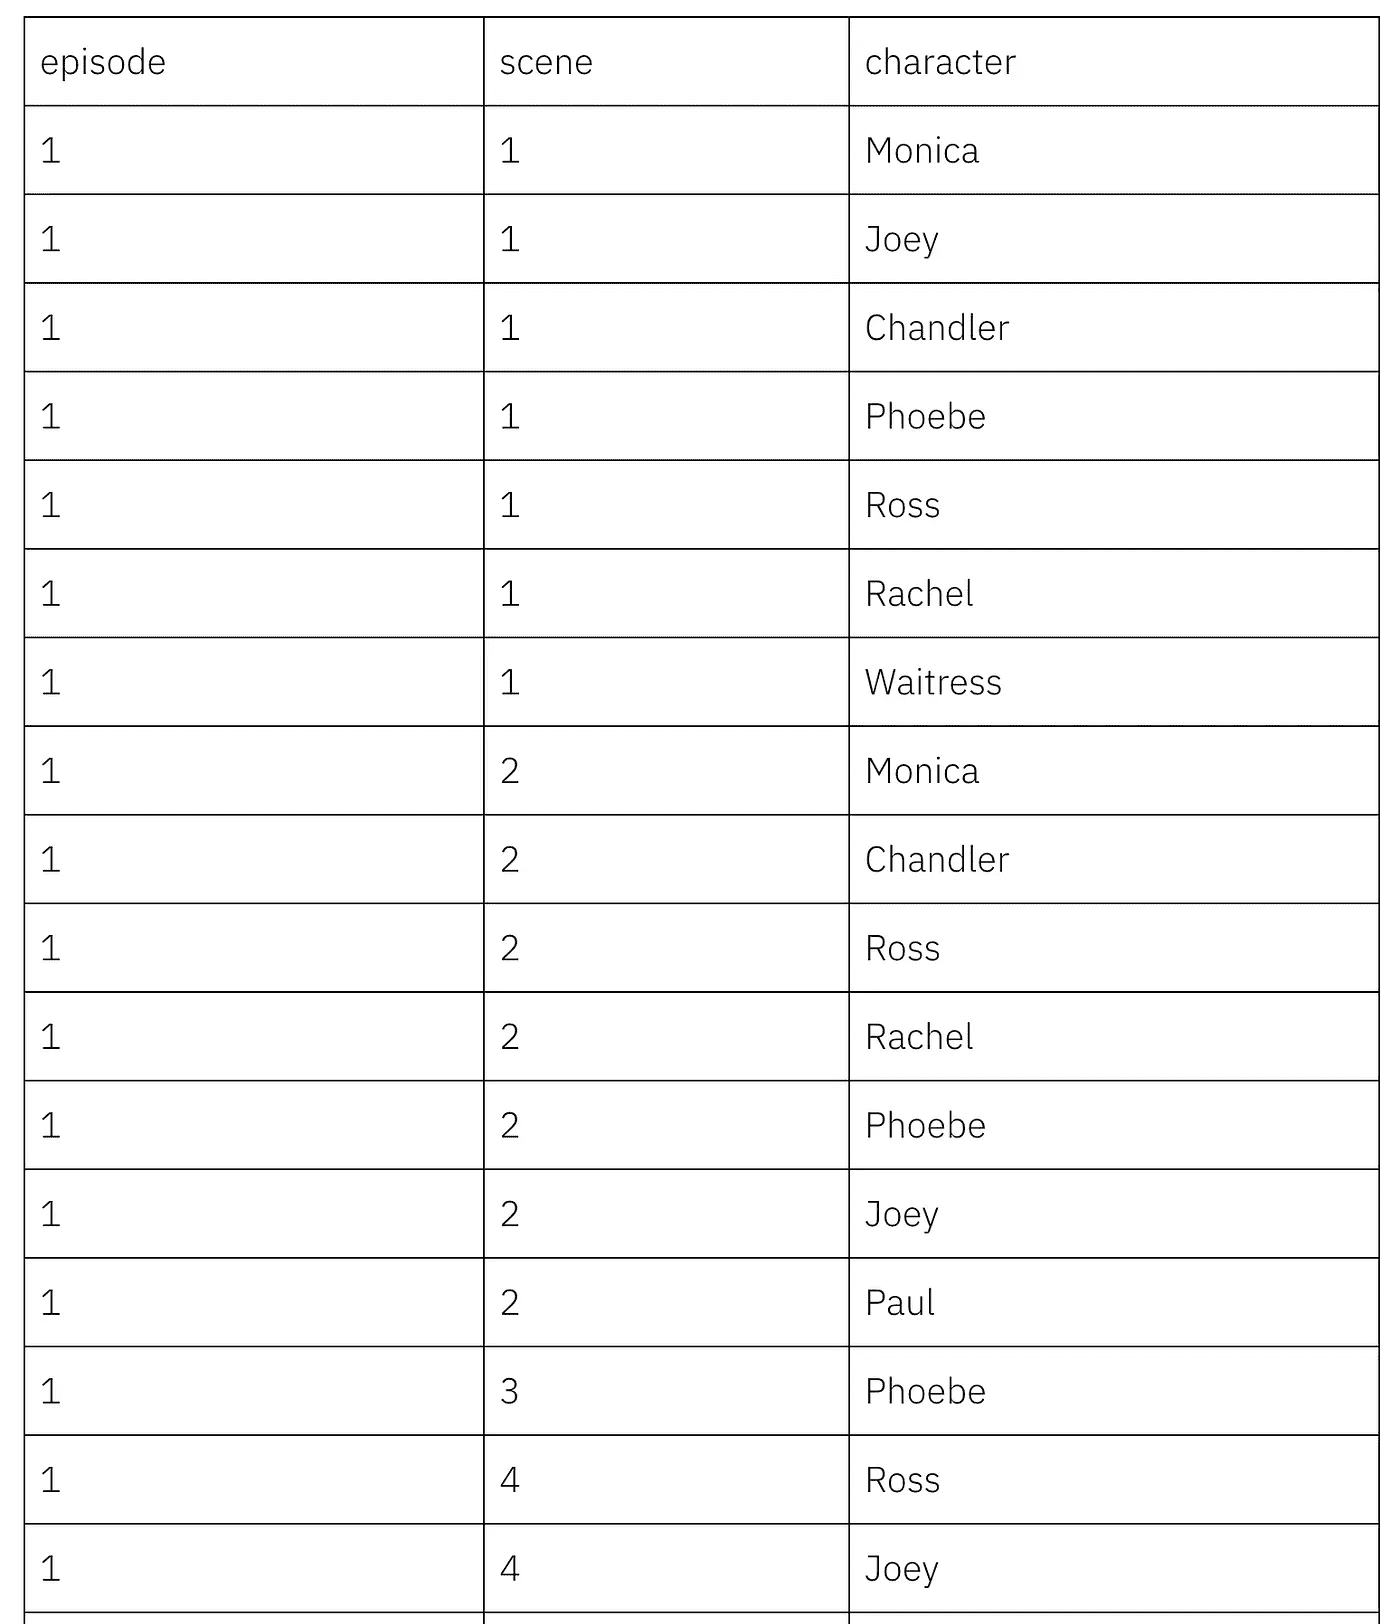 episode scene character
1 1 Monica
1 1 Joey
1 1 Chandler
1 1 Phoebe
1 1 Ross
1 1 Rachel
1 1 Waitress
1 2 Monica
1 2 Chandler
1 2 Ross
1 2 Rachel
1 2 Phoebe
1 2 Joey
1 2 Paul
1 3 Phoebe
1 4 Ross
1 4 Joey